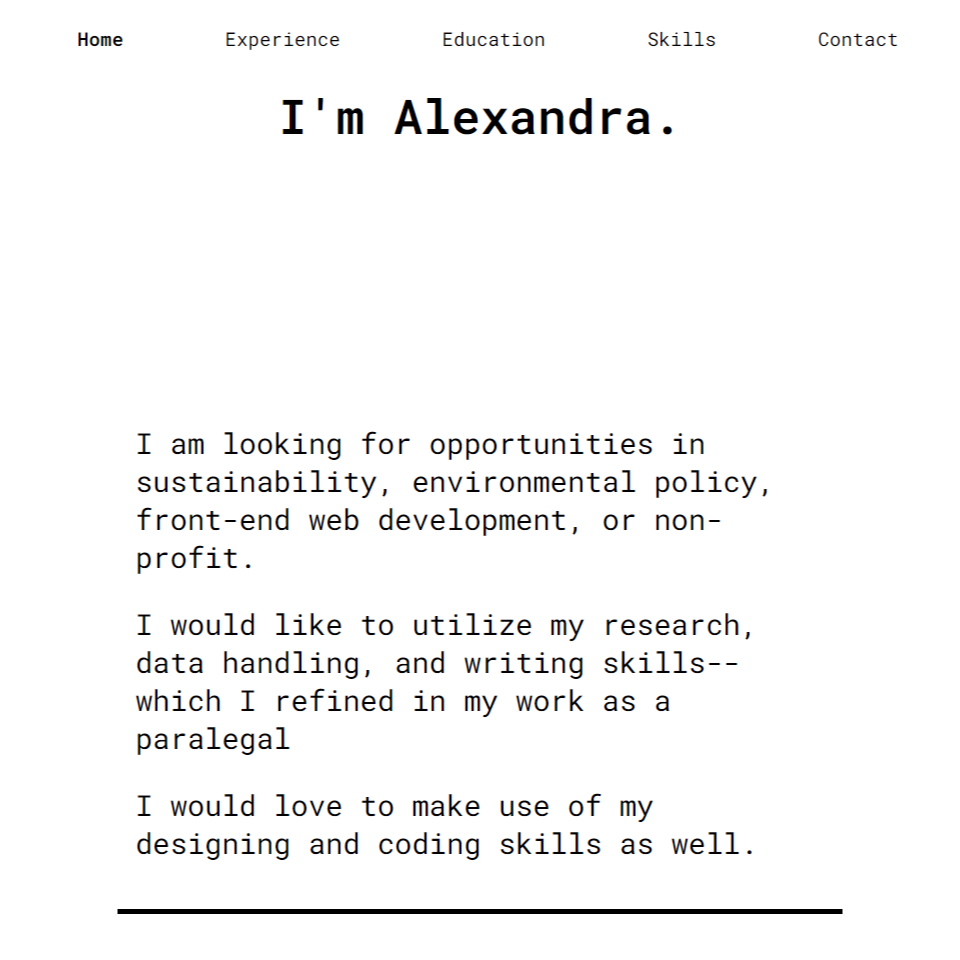 Home Experience Education Skills Contact
I'm Alexandra.
I am looking for opportunities in
sustainability, environmental policy,
front-end web development, or non-
profit.
I would like to utilize my research,
data handling, and writing skills--
which I refined in my work as a
paralegal
I would love to make use of my
designing and coding skills as well.